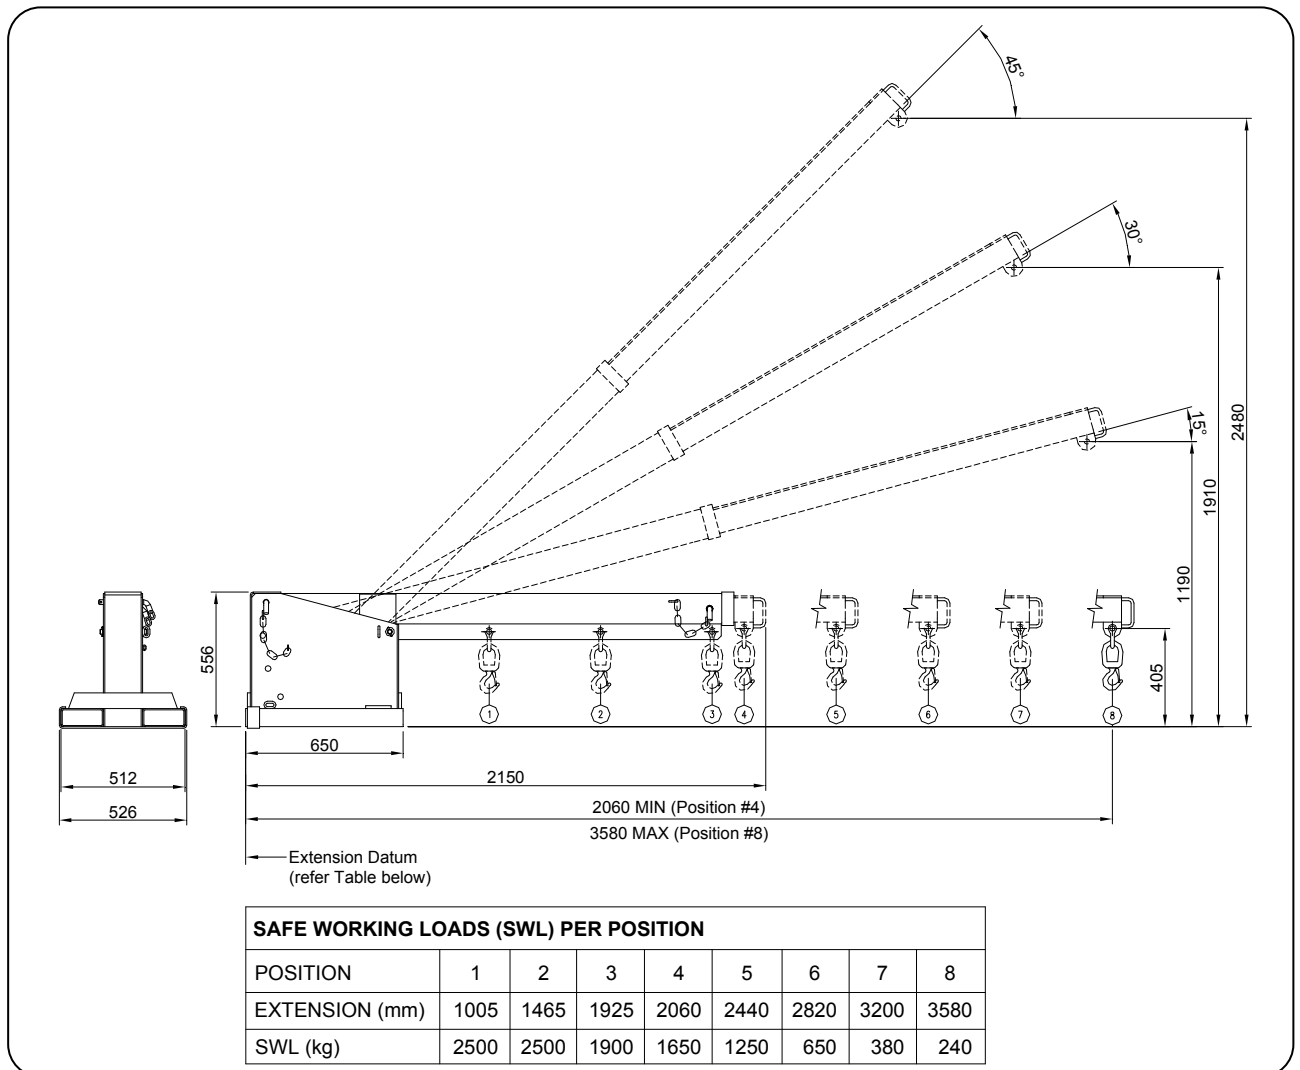 45°
30°
15°
2480
1910
1190
405
556
1 2 3 4 5 6 7 8
650
512
2150
526
2060 MIN (Position #4)
3580 MAX (Position #8)
Extension Datum
(refer Table below)
SAFE WORKING LOADS (SWL) PER POSITION
POSITION 1 2 3 4 5 6 7 8
EXTENSION (mm) 1005 1465 1925 2060 2440 2820 3200 3580
SWL (kg) 2500 2500 1900 1650 1250 650 380 240